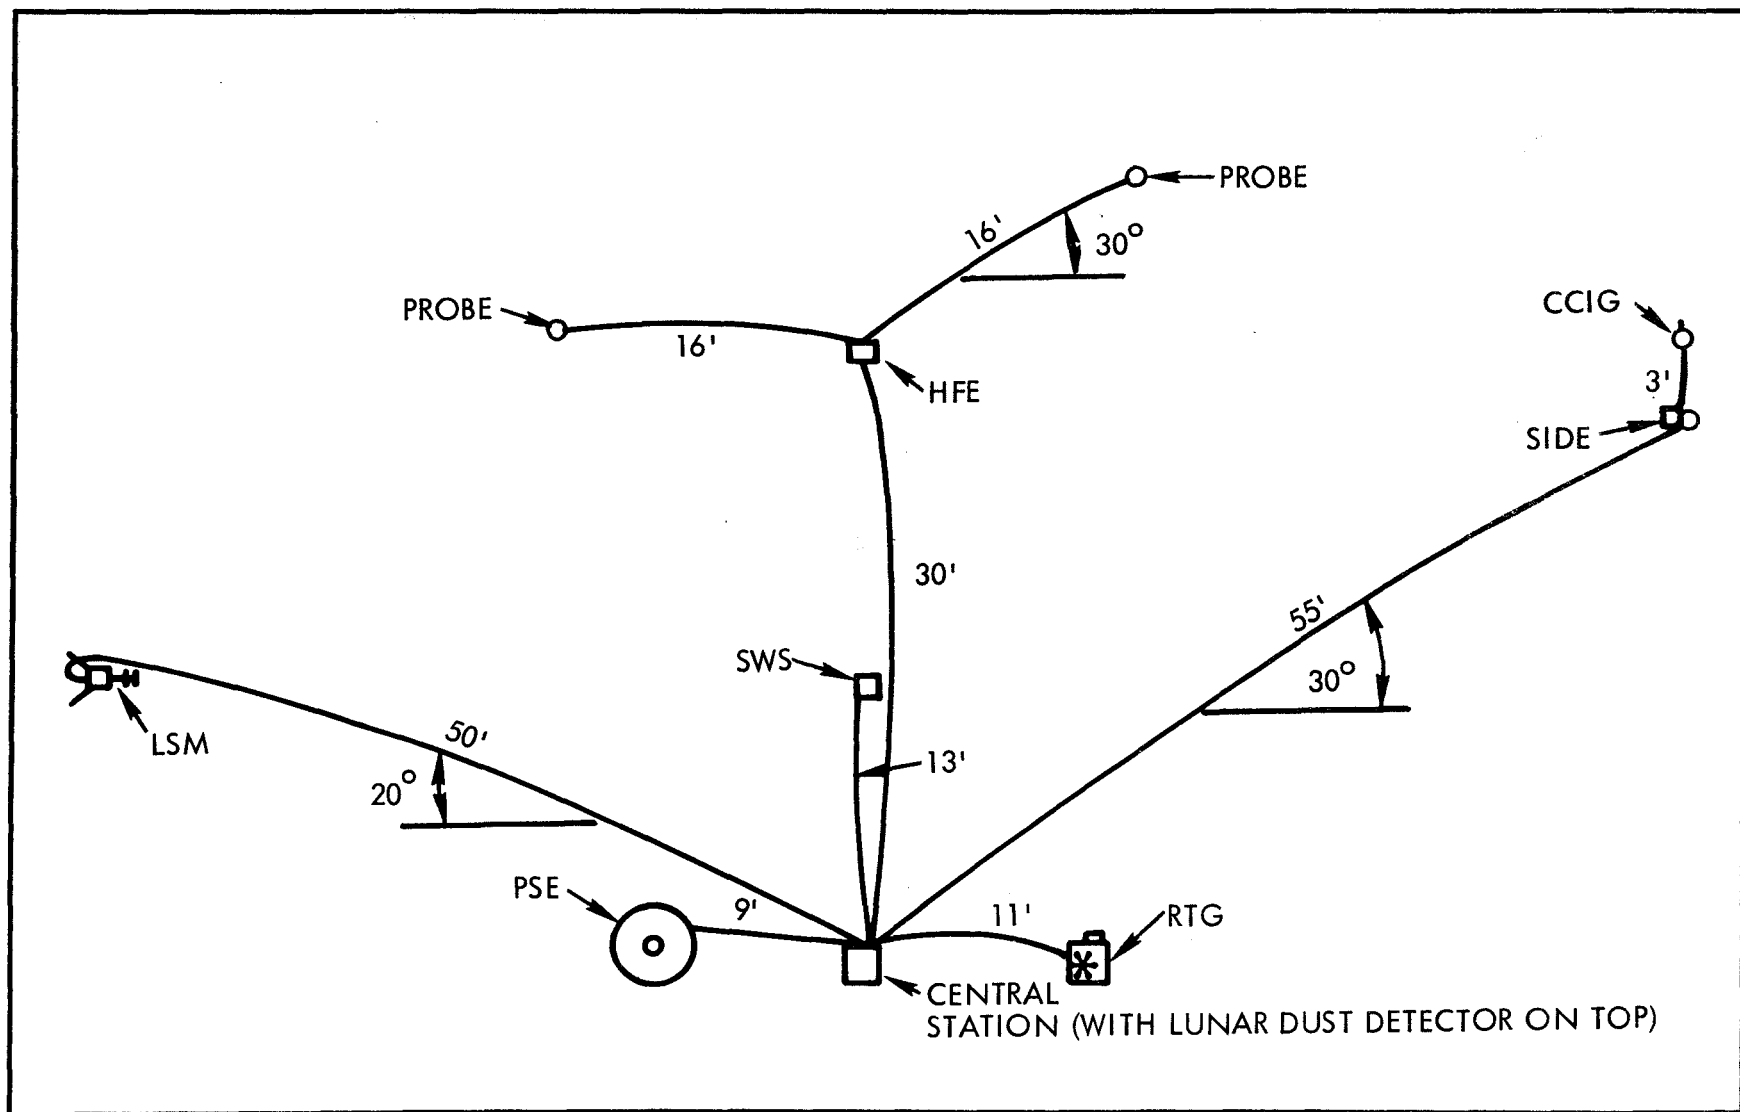 PROBE
16'
30°
PROBE
16'
CCIG
3'
HFE
SIDE
30'
55'
SWS
30°
LSM
50'
13'
20°
PSE
9'
11'
RTG
CENTRAL
STATION (WITH LUNAR DUST DETECTOR ON TOP)